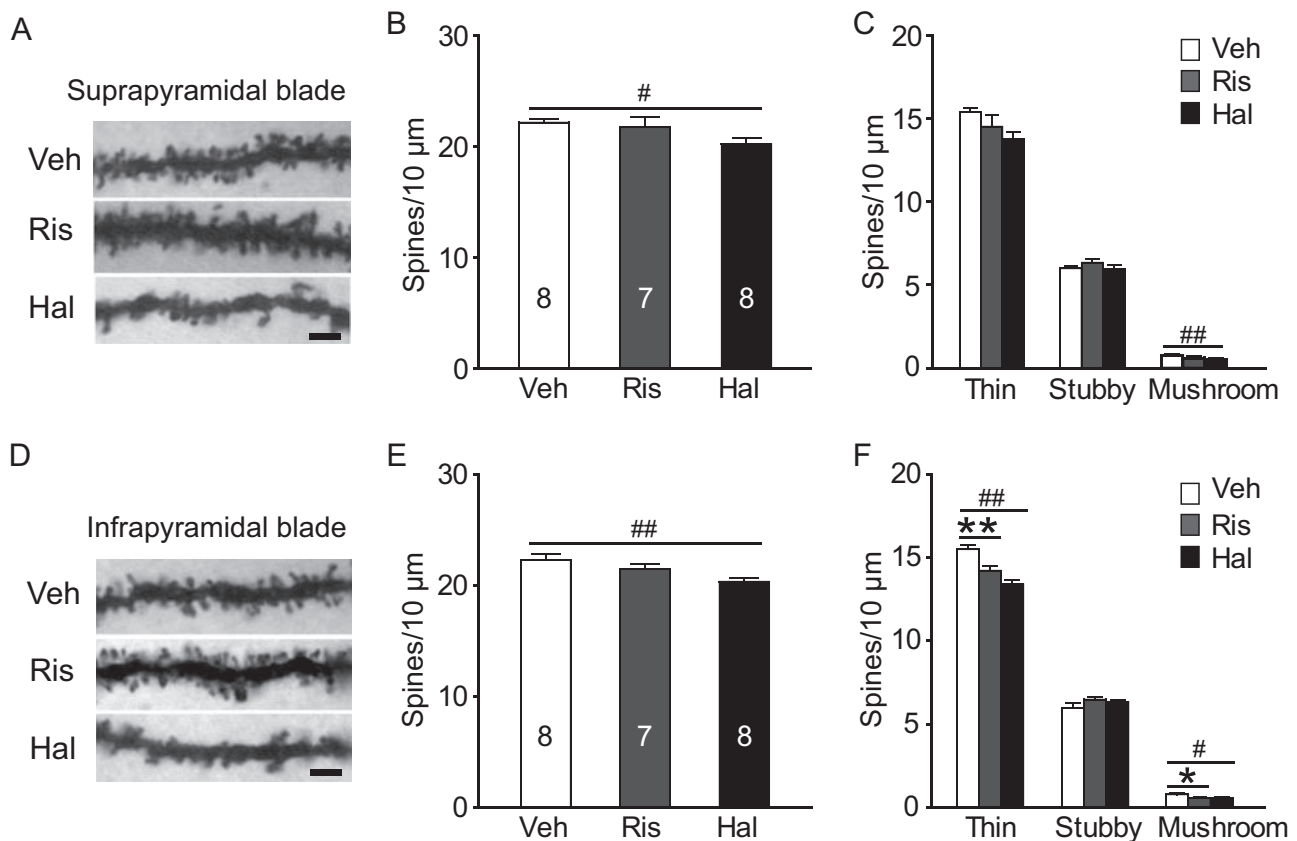 A
Suprapyramidal blade
Veh
Ris
Hal
B
30
20
10
0
Spines/10 µm
#
8
7
8
Veh Ris Hal
C
20
15
10
5
0
Spines/10 µm
Veh
Ris
Hal
##
Thin Stubby Mushroom
D
Infrapyramidal blade
Veh
Ris
Hal
E
30
20
10
0
Spines/10 µm
##
8
7
8
Veh Ris Hal
F
20
15
10
5
0
Spines/10 µm
Veh
Ris
Hal
##
**
#
*
Thin Stubby Mushroom